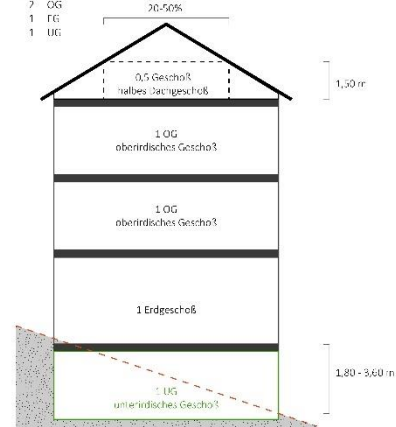 2 OG
1 EG
1 UG
20-50%
0,5 Geschoß
halbes Dachgeschoß
1,50 m
1 OG
oberirdisches Geschoß
1 OG
oberirdisches Geschoß
1 Erdgeschoß
1,80 - 3,60 m
1 UG
unterirdisches Geschoß